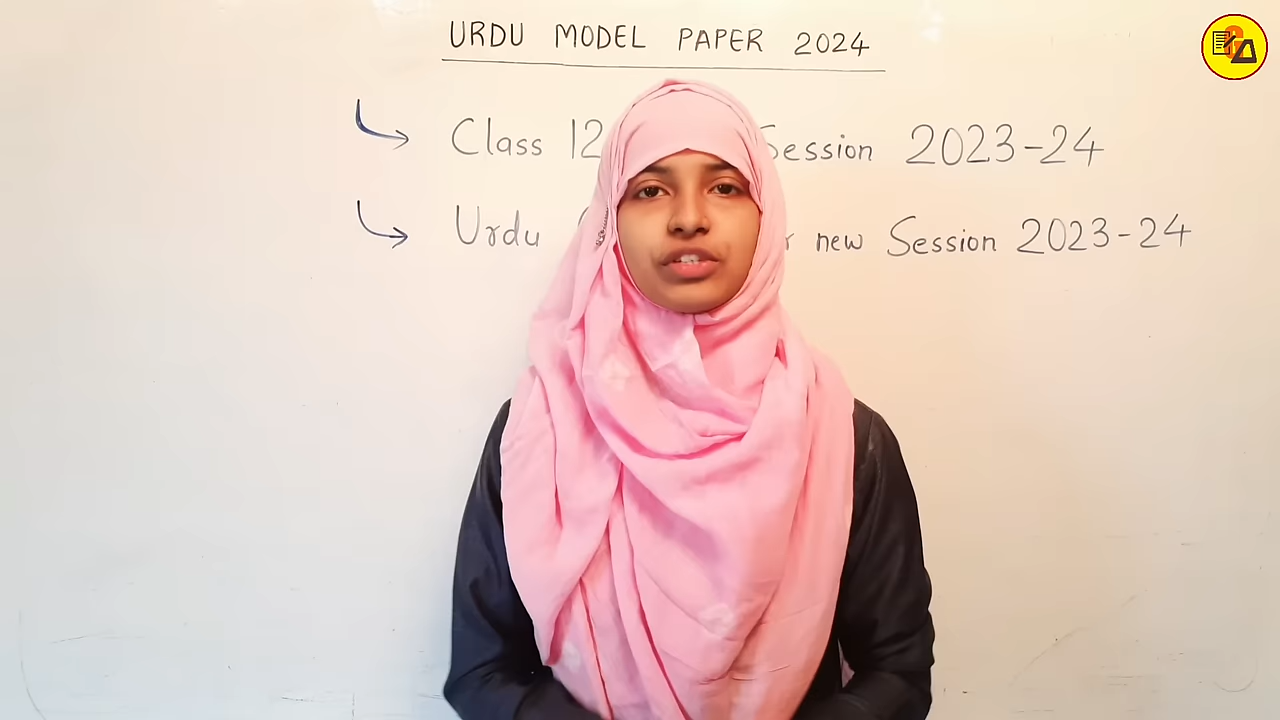 URDU MODEL PAPER 2024
Class 12 Session 2023-24
Urdu new Session 2023-24